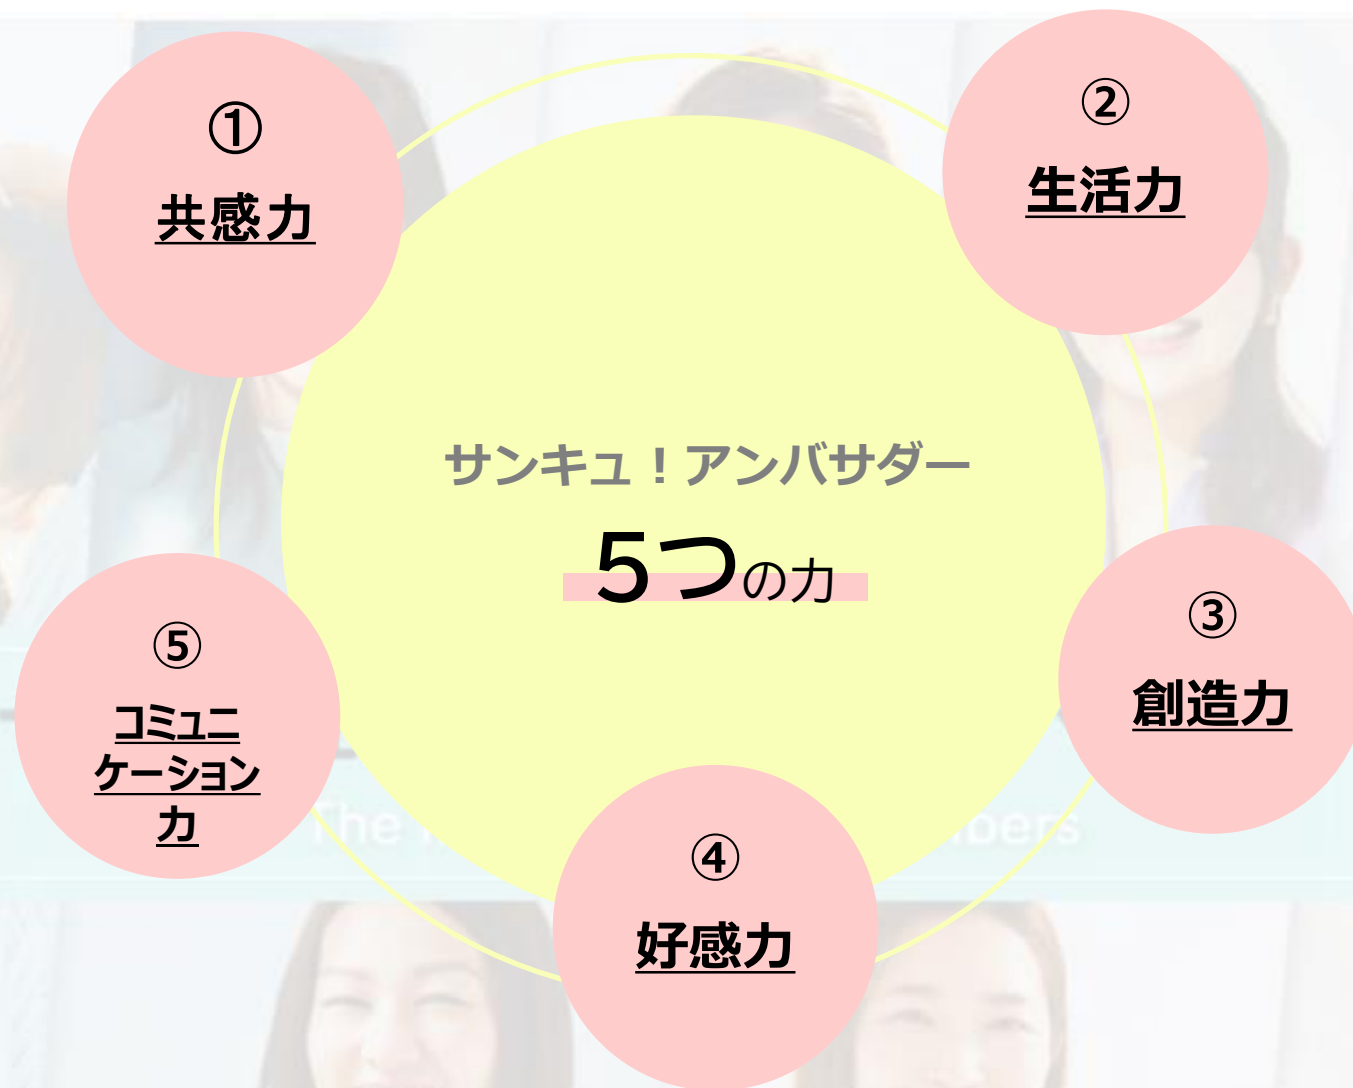 ①
共感力
②
生活力
サンキュ！アンバサダー
5つの力
③
創造力
④
好感力
⑤
コミュニ
ケーション
力
The